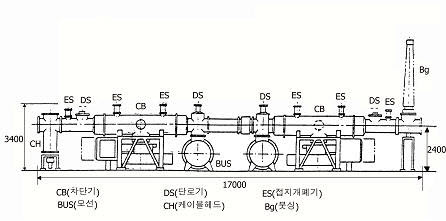 Bg
ES DS ES CB ES DS DS ES CB ES DS ES
3400
CH
BUS
2400
17000
CB(차단기) DS(단로기) ES(접지개폐기)
BUS(모선) CH(케이블헤드) Bg(붓싱)